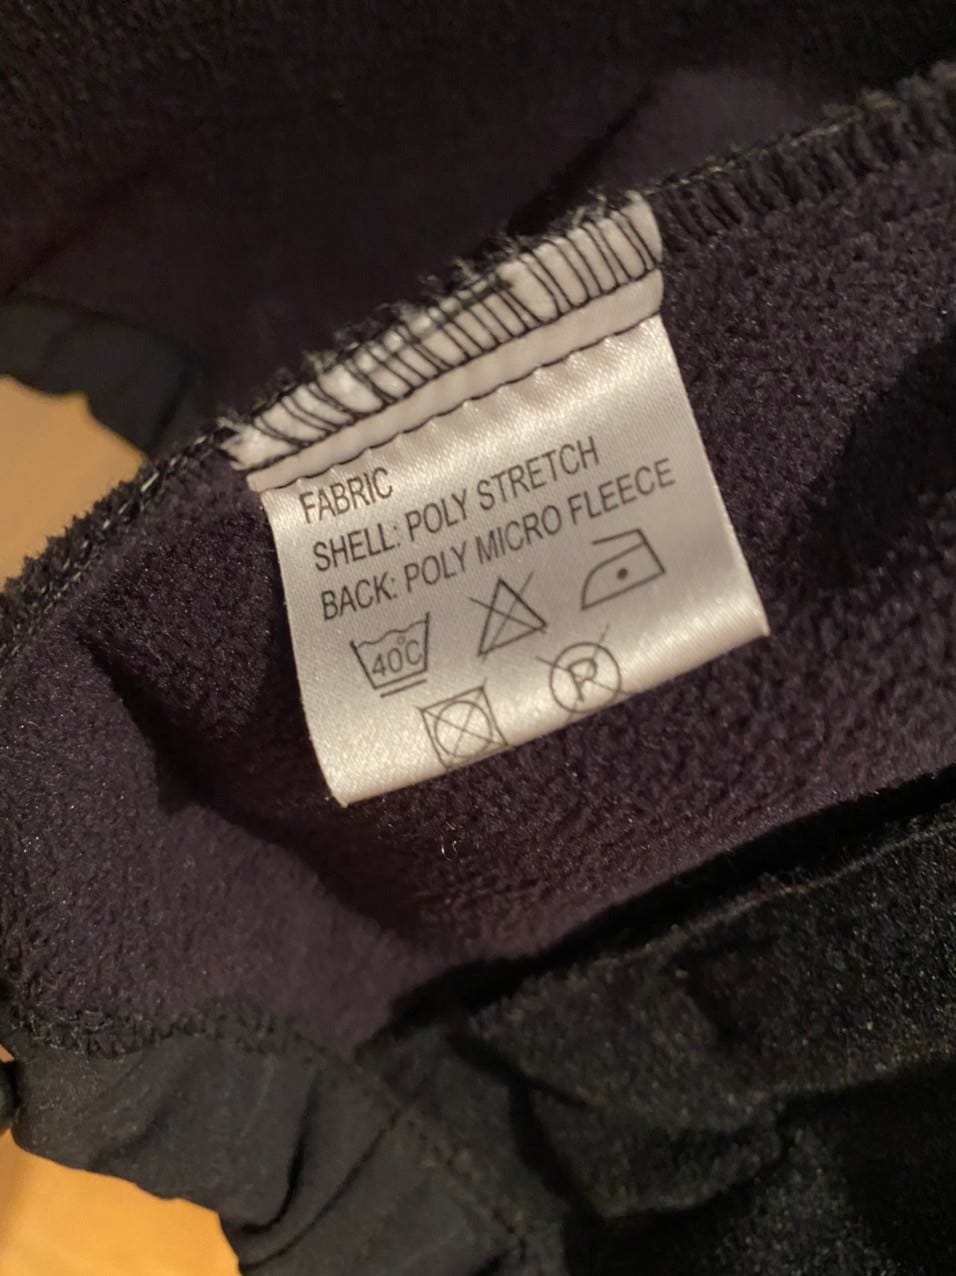 FABRIC
SHELL: POLY STRETCH
BACK: POLY MICRO FLEECE
40°C
P